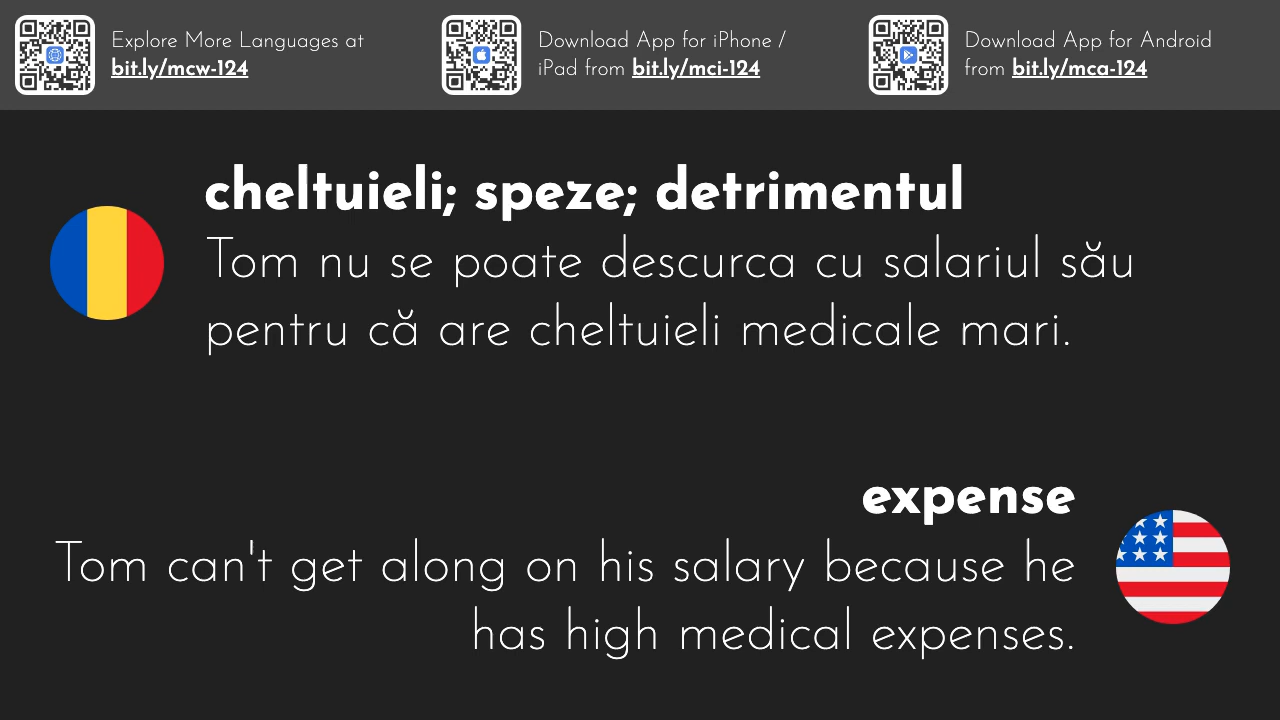 Explore More Languages at
bit.ly/mcw-124
Download App for iPhone /
iPad from bit.ly/mci-124
Download App for Android
from bit.ly/mca-124
cheltuieli; speze; detrimentul
Tom nu se poate descurca cu salariul său
pentru că are cheltuieli medicale mari.
expense
Tom can't get along on his salary because he
has high medical expenses.